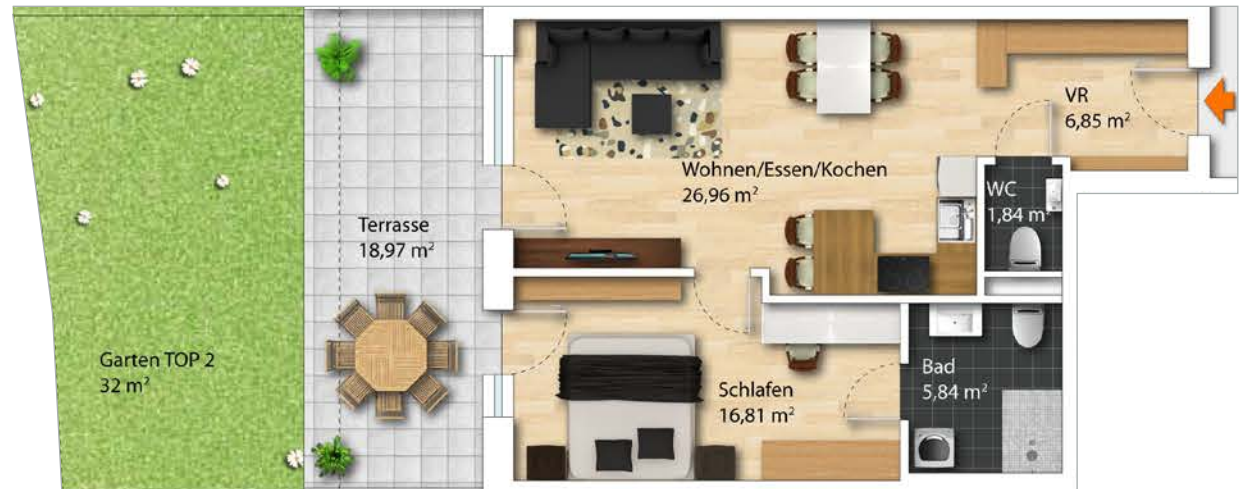 VR
6,85 m²
Wohnen/Essen/Kochen
26,96 m²
WC
1,84 m²
Terrasse
18,97 m²
Garten TOP 2
32 m²
Schlafen
16,81 m²
Bad
5,84 m²